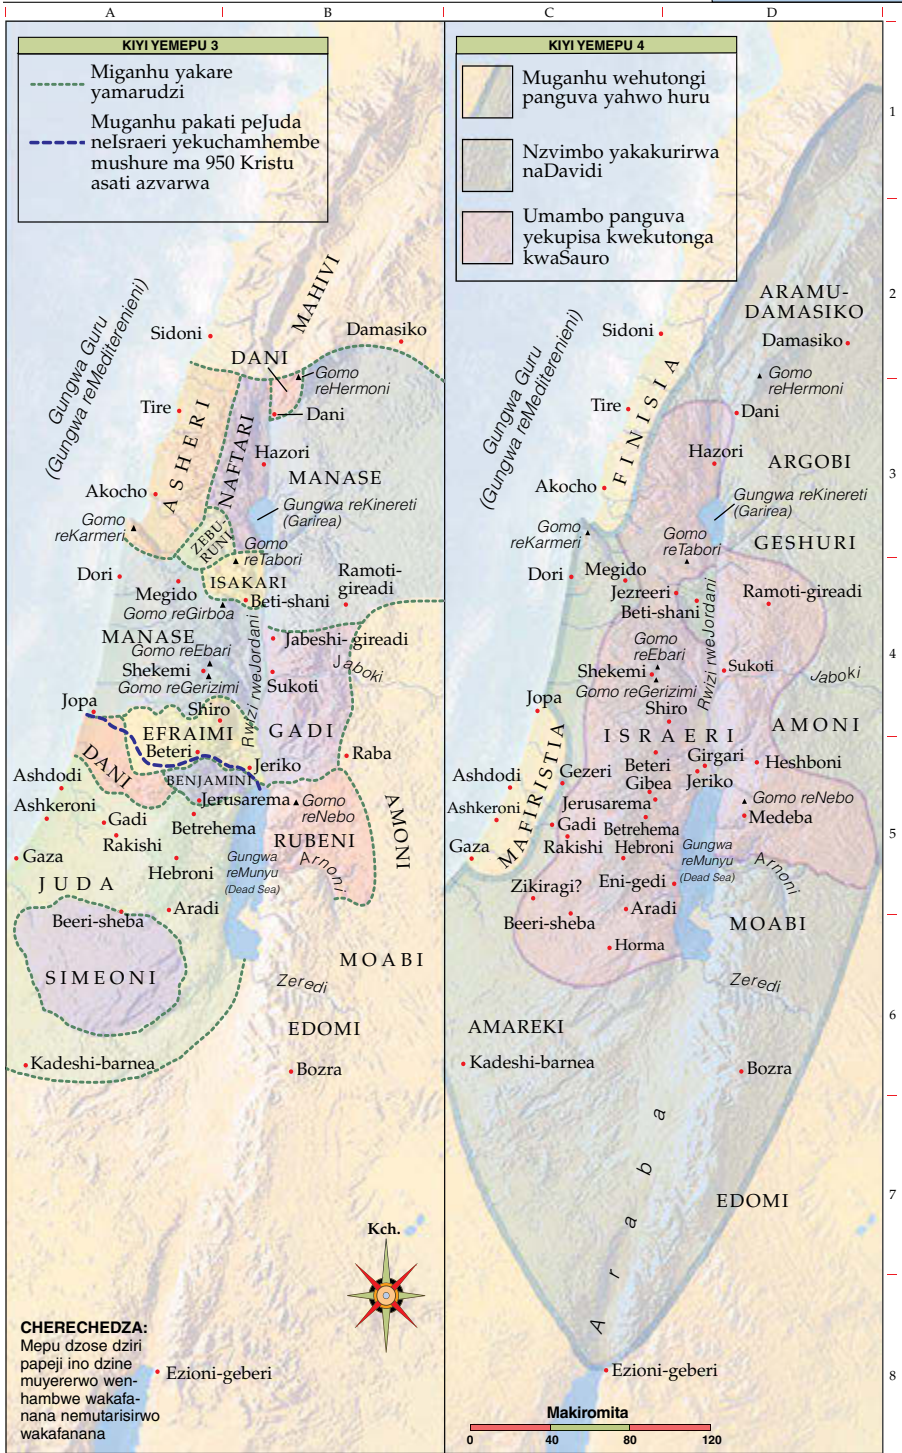 A
B
C
D
KIYI YEMEPU 3
Miganhu yakare
yamarudzi
Muganhu pakati peJuda
neIsraeri yekuchamhembe
mushure ma 950 Kristu
asati azvarwa
MAHIVI
Gungwa Guru
(Gungwa reMediterenieni)
Sidoni
Damasiko
DANI
Gomo
reHermoni
Tire
Dani
ASHERI
NAFTARI
Hazori
MANASE
Akocho
Gungwa reKinereti
(Garirea)
Gomo
reKarmeri
ZEBU-
RUNI
Gomo
reTabori
Dori
ISAKARI
Ramoti-
gireadi
Megido
Beti-shani
Gomo reGirboa
MANASE
Jabeshi-gireadi
Gomo reEbari
Rwizi rweJordani
Jaboki
Shekemi
Gomo reGerizimi
Sukoti
Jopa
Shiro
EFRAIMI
GADI
Beteri
Raba
DANI
Jeriko
BENJAMINI
Ashdodi
Jerusarema
Gomo
reNebo
Ashkeroni
Gadi
Betrehema
AMONI
Rakishi
RUBENI
Gaza
Hebroni
Gungwa
reMunyu
(Dead Sea)
Arnoni
JUDA
Aradi
Beeri-sheba
SIMEONI
MOABI
Zeredi
EDOMI
Kadeshi-barnea
Bozra
Kch.
CHERECHEDZA:
Mepu dzose dziri
papeji ino dzine
muyererwo wen-
hambwe wakafa-
nana nemutarisirwo
wakafanana
Ezioni-geberi
KIYI YEMEPU 4
Muganhu wehutongi
panguva yahwo huru
Nzvimbo yakakurirwa
naDavidi
Umambo panguva
yekupisa kwekutonga
kwaSauro
ARAMU-
DAMASIKO
Gungwa Guru
(Gungwa reMediterenieni)
Sidoni
Damasiko
FINISIA
Gomo
reHermoni
Tire
Dani
Hazori
ARGOBI
Akocho
Gungwa reKinereti
(Garirea)
Gomo
reKarmeri
Gomo
reTabori
GESHURI
Dori
Megido
Jezreeri
Ramoti-gireadi
Beti-shani
Rwizi rweJordani
Gomo
reEbari
Shekemi
Sukoti
Jaboki
Gomo reGerizimi
Jopa
Shiro
AMONI
ISRAERI
MAFIRISTIA
Beteri
Girgari
Heshboni
Ashdodi
Gezeri
Gibea
Jeriko
Jerusarema
Gomo reNebo
Ashkeroni
Gadi
Medeba
Betrehema
Rakishi
Hebroni
Gungwa
reMunyu
(Dead Sea)
Gaza
Arnoni
Zikiragi?
Eni-gedi
Beeri-sheba
Aradi
MOABI
Horma
Zeredi
AMAREKI
Kadeshi-barnea
Bozra
Araba
EDOMI
Ezioni-geberi
Makiromita
0 40 80 120
1
2
3
4
5
6
7
8